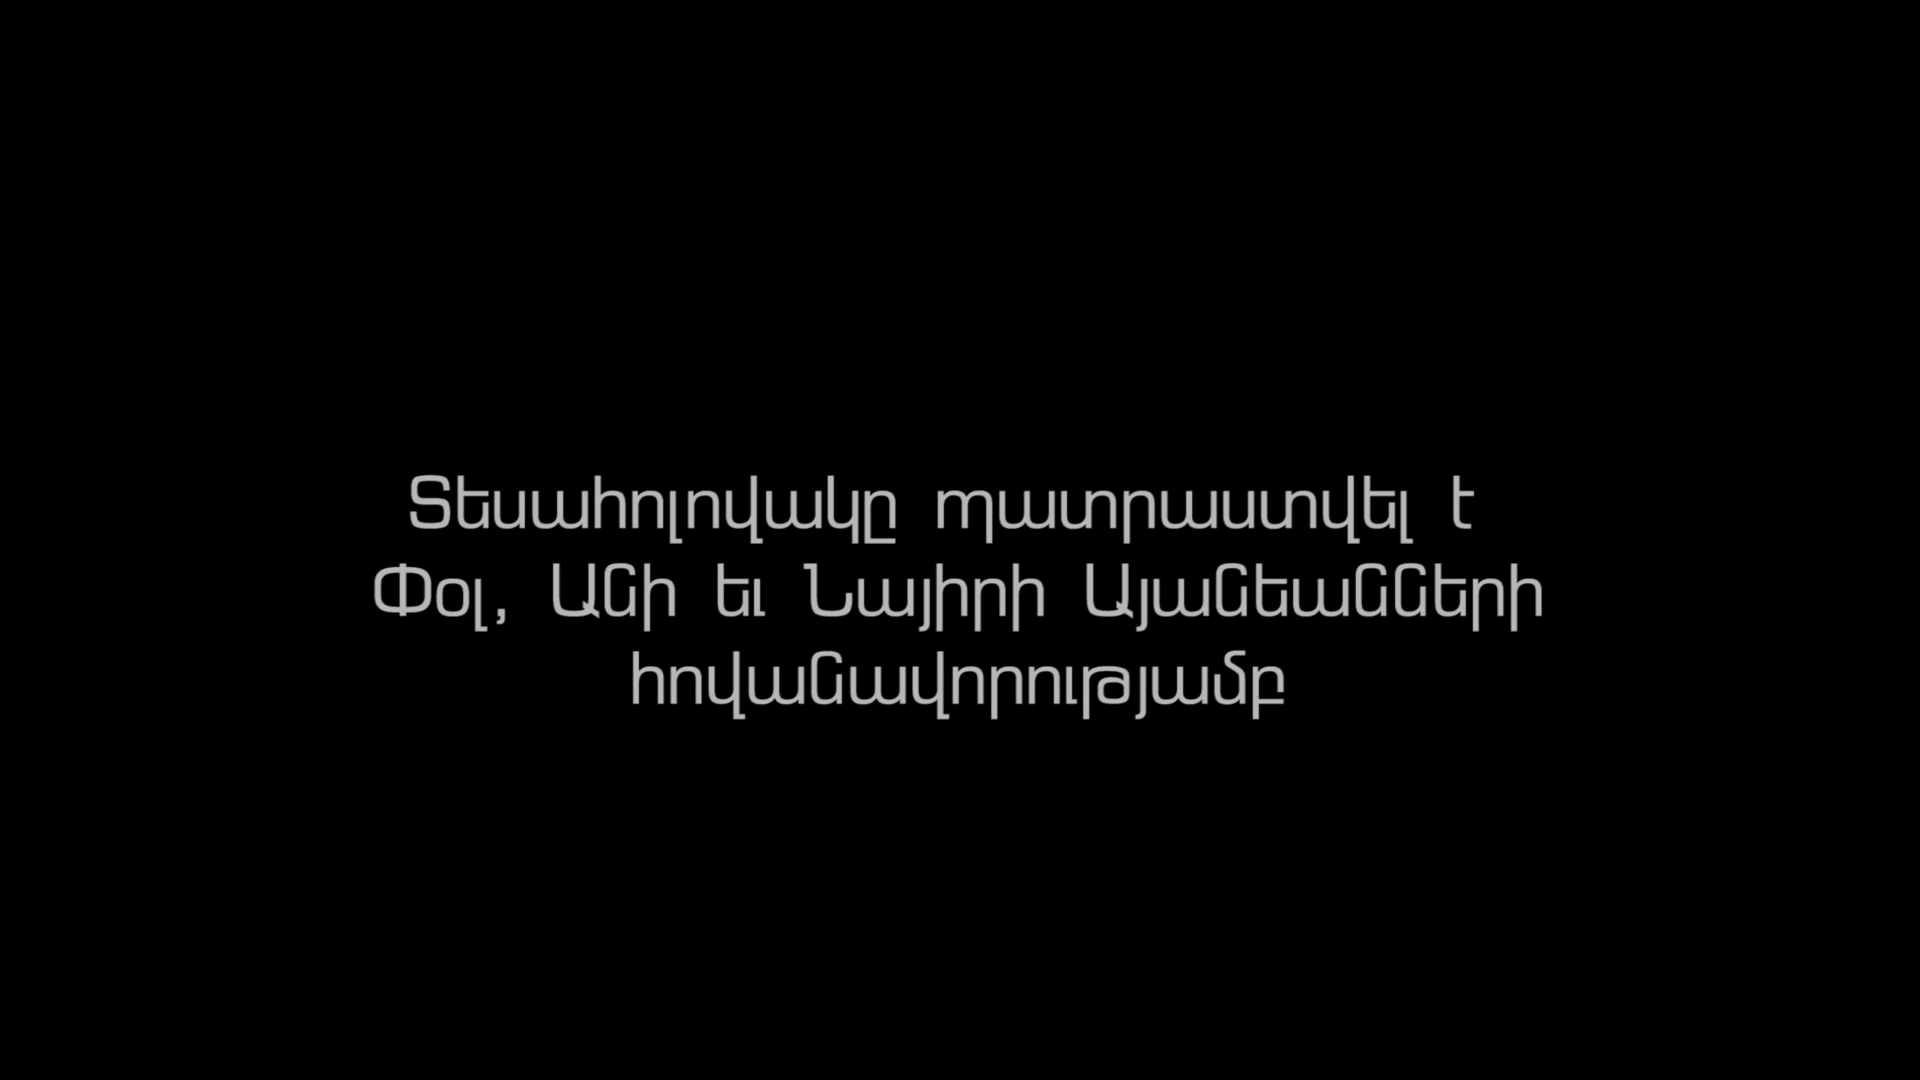 Տեսահոլովակը պատրաստվել է
Փօլ, Անի եւ Նայիրի Այանեանների
հովանավորությամբ